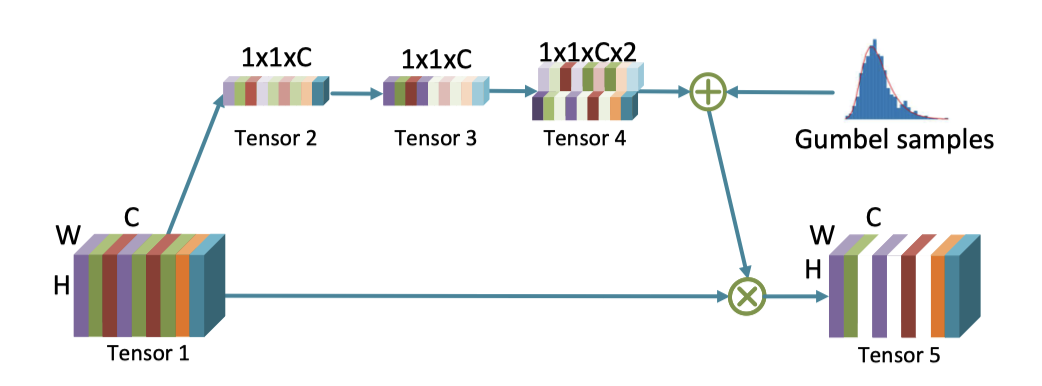 1x1xC
1x1xC
1x1xCx2
Tensor 2
Tensor 3
Tensor 4
Gumbel samples
C
W
H
Tensor 1
C
W
H
Tensor 5